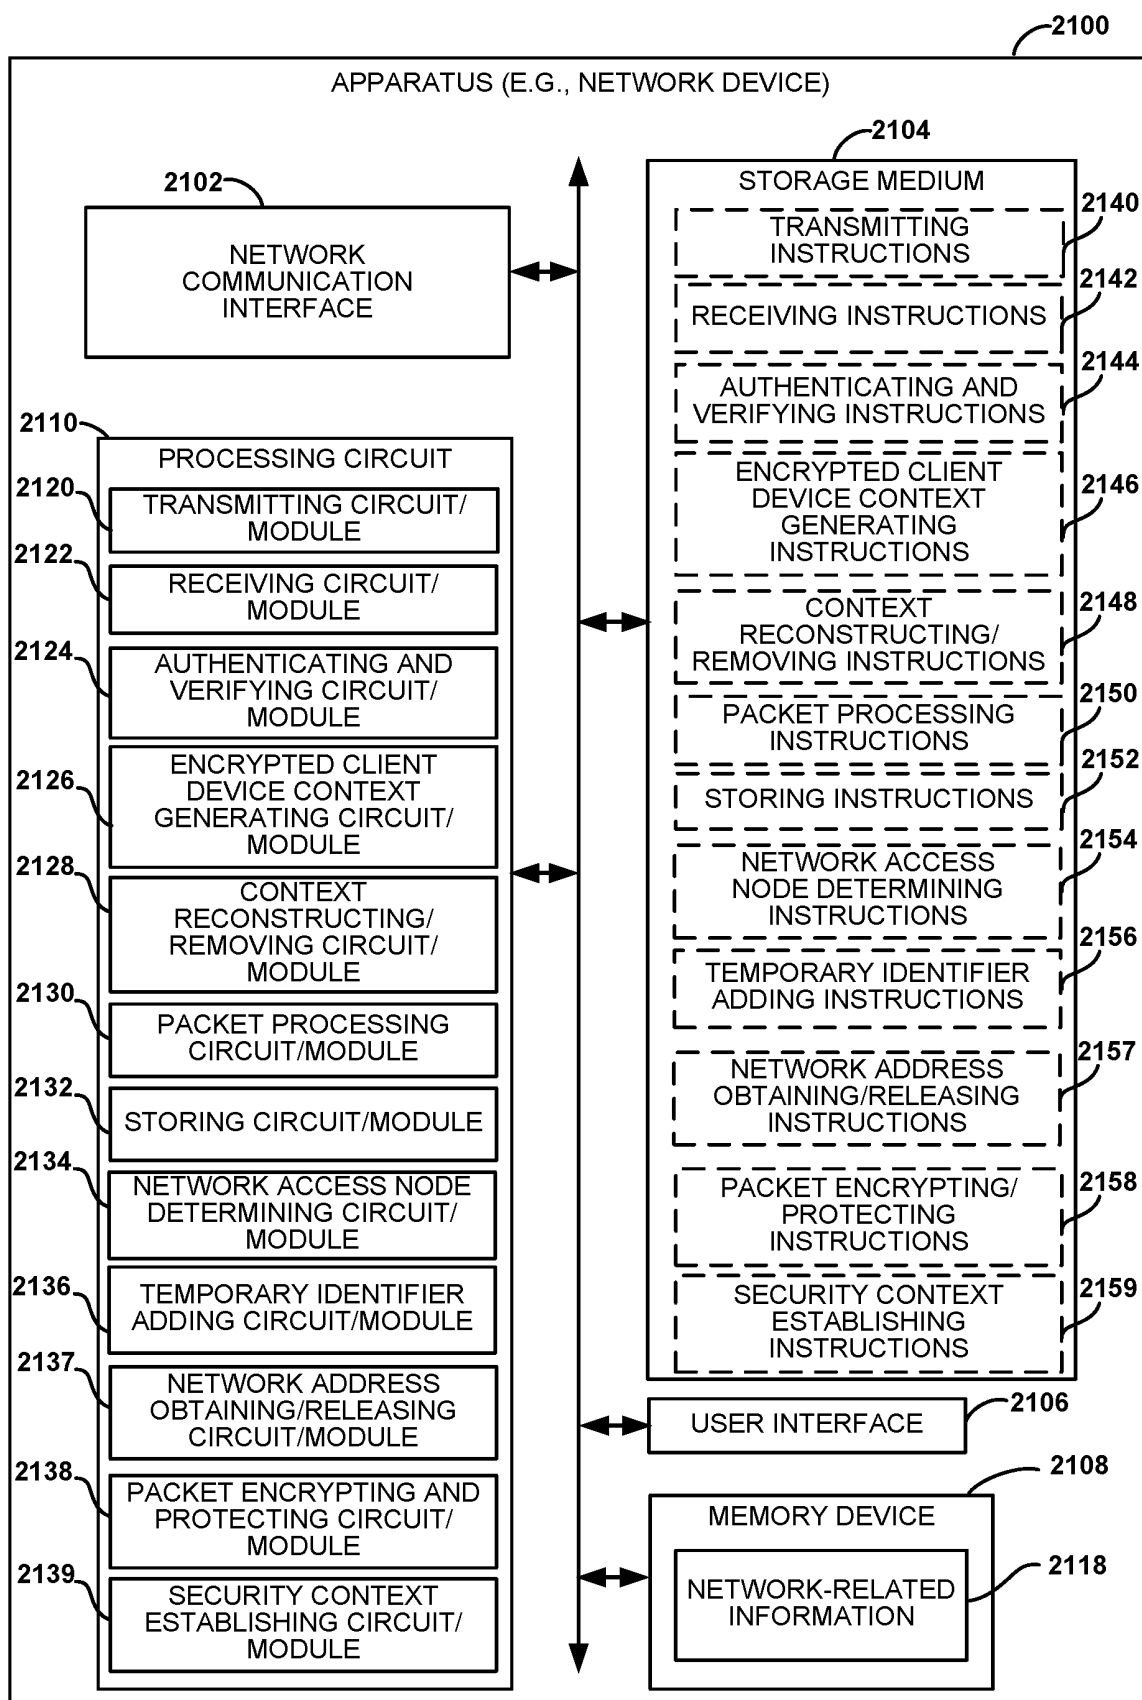 2100
APPARATUS (E.G., NETWORK DEVICE)
2102
NETWORK
COMMUNICATION
INTERFACE
2110
PROCESSING CIRCUIT
2120
TRANSMITTING CIRCUIT/
MODULE
2122
RECEIVING CIRCUIT/
MODULE
2124
AUTHENTICATING AND
VERIFYING CIRCUIT/
MODULE
2126
ENCRYPTED CLIENT
DEVICE CONTEXT
GENERATING CIRCUIT/
MODULE
2128
CONTEXT
RECONSTRUCTING/
REMOVING CIRCUIT/
MODULE
2130
PACKET PROCESSING
CIRCUIT/MODULE
2132
STORING CIRCUIT/MODULE
2134
NETWORK ACCESS NODE
DETERMINING CIRCUIT/
MODULE
2136
TEMPORARY IDENTIFIER
ADDING CIRCUIT/MODULE
2137
NETWORK ADDRESS
OBTAINING/RELEASING
CIRCUIT/MODULE
2138
PACKET ENCRYPTING AND
PROTECTING CIRCUIT/
MODULE
2139
SECURITY CONTEXT
ESTABLISHING CIRCUIT/
MODULE
2104
STORAGE MEDIUM
2140
TRANSMITTING
INSTRUCTIONS
2142
RECEIVING INSTRUCTIONS
2144
AUTHENTICATING AND
VERIFYING INSTRUCTIONS
2146
ENCRYPTED CLIENT
DEVICE CONTEXT
GENERATING
INSTRUCTIONS
2148
CONTEXT
RECONSTRUCTING/
REMOVING INSTRUCTIONS
2150
PACKET PROCESSING
INSTRUCTIONS
2152
STORING INSTRUCTIONS
2154
NETWORK ACCESS
NODE DETERMINING
INSTRUCTIONS
2156
TEMPORARY IDENTIFIER
ADDING INSTRUCTIONS
2157
NETWORK ADDRESS
OBTAINING/RELEASING
INSTRUCTIONS
2158
PACKET ENCRYPTING/
PROTECTING
INSTRUCTIONS
2159
SECURITY CONTEXT
ESTABLISHING
INSTRUCTIONS
2106
USER INTERFACE
2108
MEMORY DEVICE
2118
NETWORK-RELATED
INFORMATION